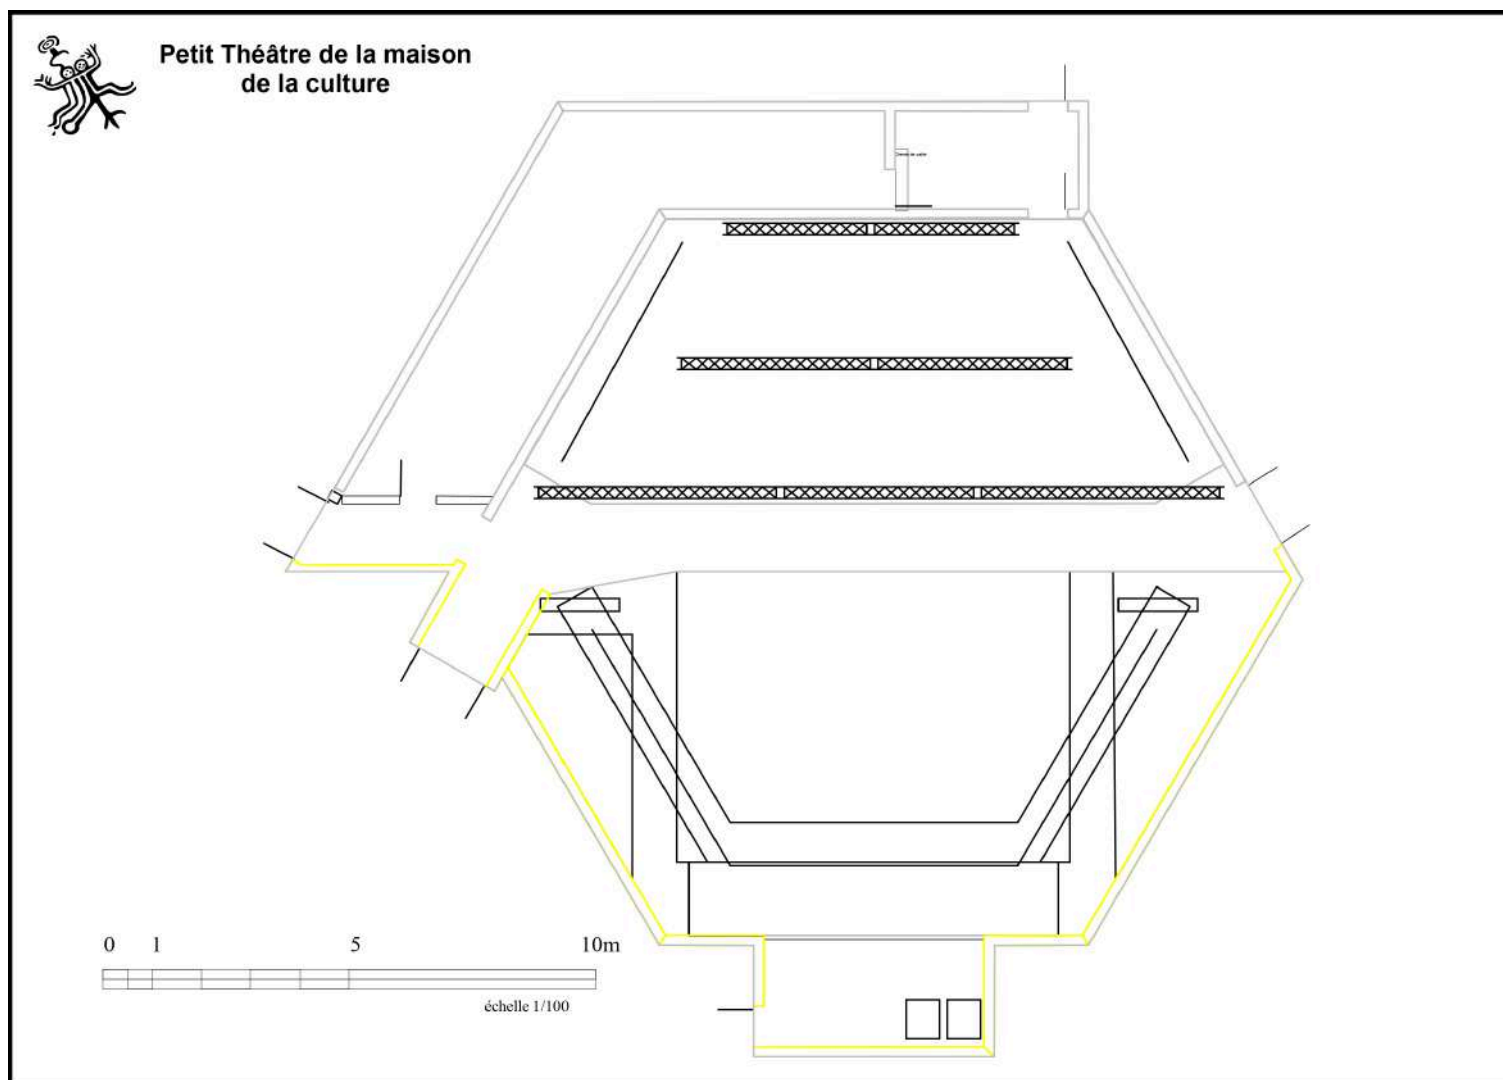 Petit Théâtre de la maison
de la culture
0 1 5 10m
échelle 1/100